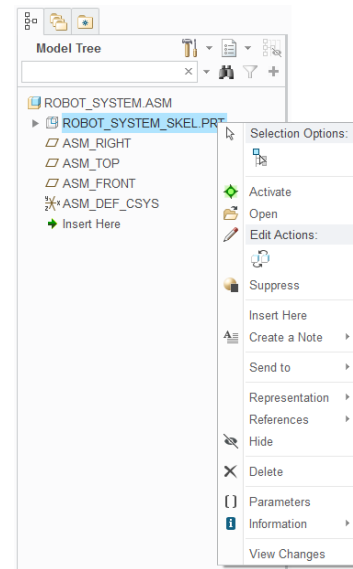 Model Tree
ROBOT_SYSTEM.ASM
ROBOT_SYSTEM_SKEL.PRT
ASM_RIGHT
ASM_TOP
ASM_FRONT
ASM_DEF_CSYS
Insert Here
Selection Options:
Activate
Open
Edit Actions:
Suppress
Insert Here
Create a Note
Send to
Representation
References
Hide
Delete
Parameters
Information
View Changes